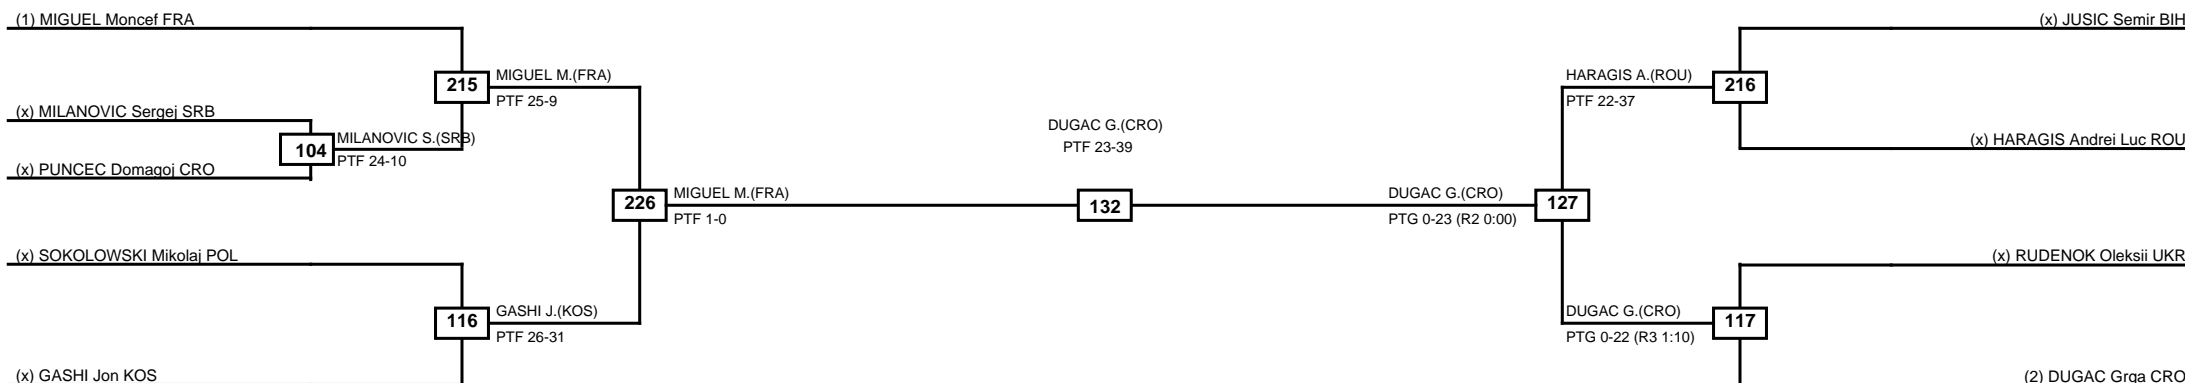 (1) MIGUEL Moncef FRA
(x) JUSIC Semir BIH
215
MIGUEL M.(FRA)
PTF 25-9
HARAGIS A.(ROU)
PTF 22-37
216
(x) MILANOVIC Sergej SRB
104
MILANOVIC S.(SRB)
PTF 24-10
DUGAC G.(CRO)
PTF 23-39
(x) HARAGIS Andrei Luc ROU
(x) PUNCEC Domagoj CRO
226
MIGUEL M.(FRA)
PTF 1-0
132
DUGAC G.(CRO)
PTG 0-23 (R2 0:00)
127
(x) SOKOLOWSKI Mikolaj POL
(x) RUDENOK Oleksii UKR
116
GASHI J.(KOS)
PTF 26-31
DUGAC G.(CRO)
PTG 0-22 (R3 1:10)
117
(x) GASHI Jon KOS
(2) DUGAC Grga CRO